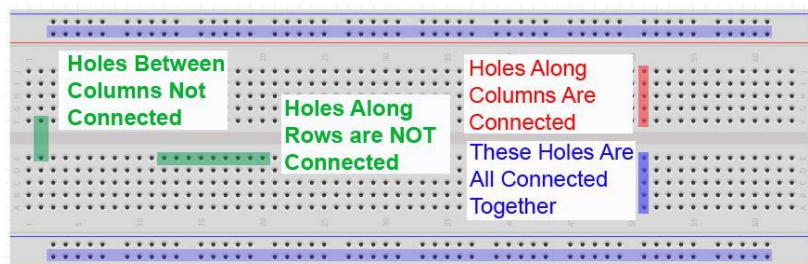 Holes Between
Columns Not
Connected
Holes Along
Rows are NOT
Connected
Holes Along
Columns Are
Connected
These Holes Are
All Connected
Together